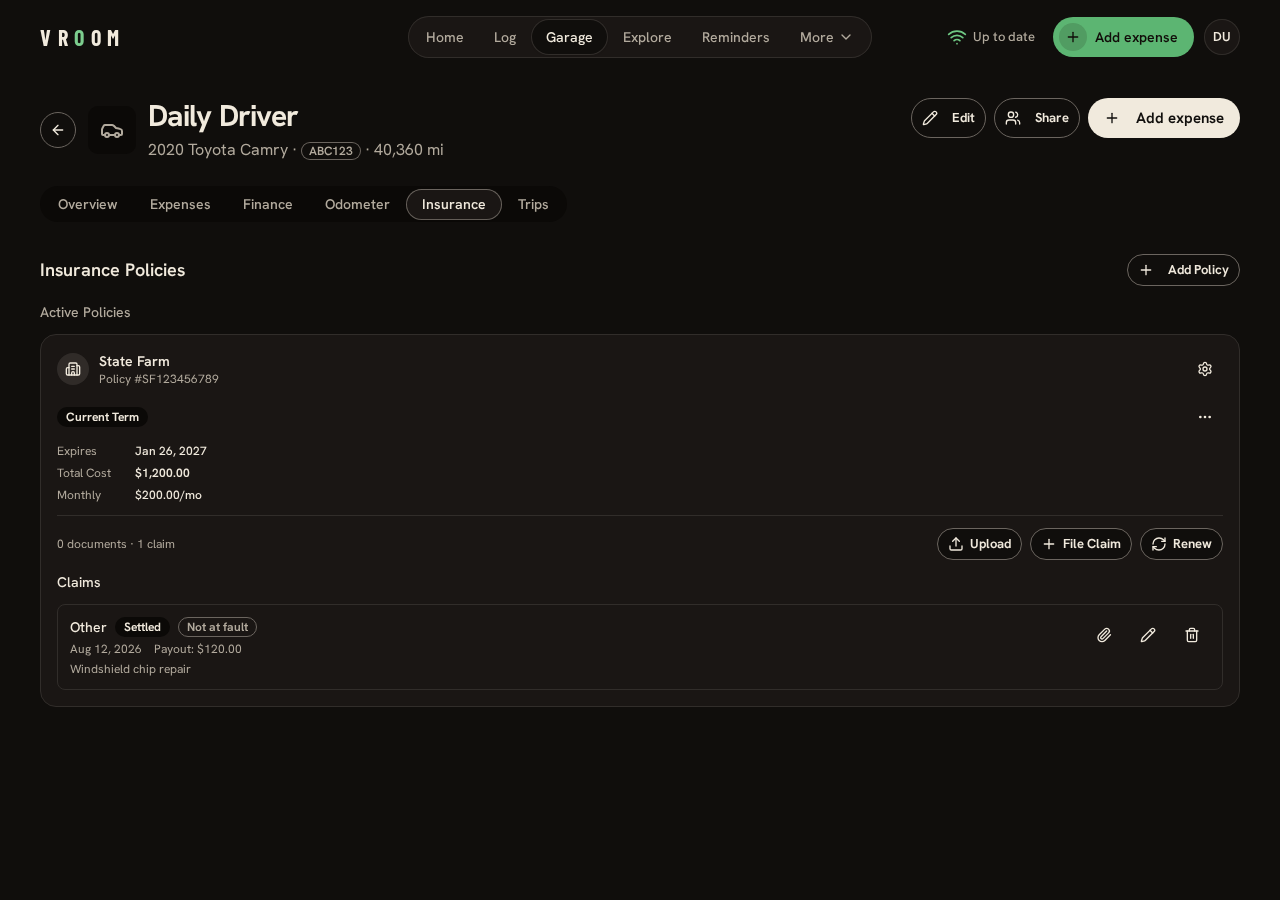 VROOM
Home Log Garage Explore Reminders More
Up to date
Add expense
DU
Daily Driver
2020 Toyota Camry · ABC123 · 40,360 mi
Edit Share Add expense
Overview Expenses Finance Odometer Insurance Trips
Insurance Policies
Add Policy
Active Policies
State Farm
Policy #SF123456789
Current Term
Expires Jan 26, 2027
Total Cost $1,200.00
Monthly $200.00/mo
0 documents · 1 claim
Upload File Claim Renew
Claims
Other Settled Not at fault
Aug 12, 2026 Payout: $120.00
Windshield chip repair